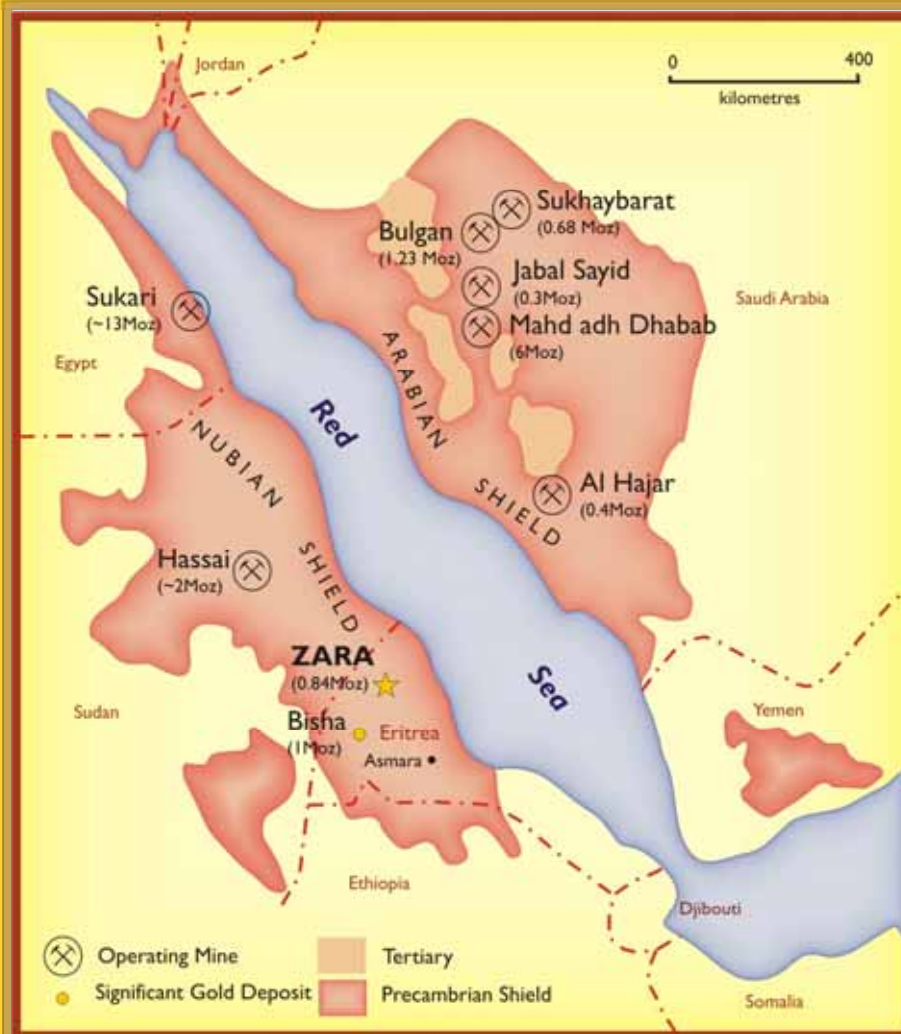 Jordan
0 400
kilometres
Sukhaybarat
(0.68 Moz)
Bulgan
(1.23 Moz)
Jabal Sayid
(0.3Moz)
Mahd adh Dhabab
(6Moz)
Saudi Arabia
Sukari
(~13Moz)
Egypt
ARABIAN
SHIELD
Red
Sea
NUBIAN
SHIELD
Al Hajar
(0.4Moz)
Hassai
(~2Moz)
ZARA
(0.84Moz)
Sudan
Bisha
(1Moz)
Eritrea
Asmara
Yemen
Ethiopia
Djibouti
Somalia
Operating Mine
Significant Gold Deposit
Tertiary
Precambrian Shield